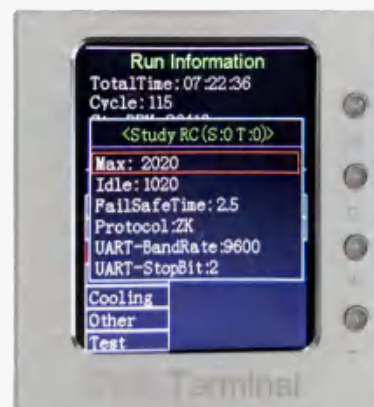 Run Information
TotalTime: 07:22:36
Cycle: 115
<Study RC(S:0 T:0)>
Max: 2020
Idle: 1020
FailSafeTime: 2.5
Protocol:ZK
UART-BandRate:9600
UART-StopBit:2
Cooling
Other
Test
Terminal